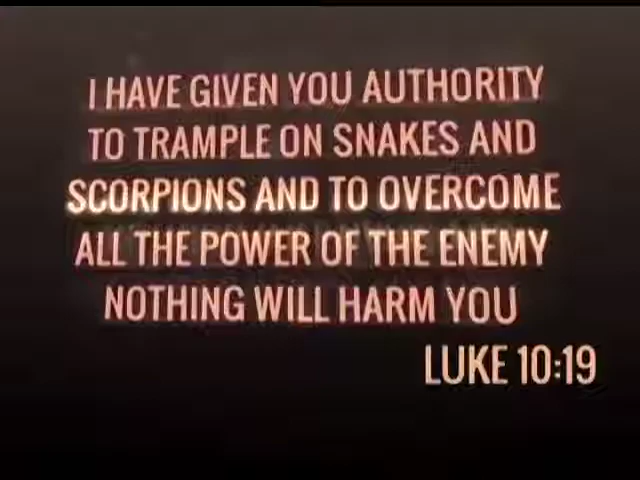 I HAVE GIVEN YOU AUTHORITY
TO TRAMPLE ON SNAKES AND
SCORPIONS AND TO OVERCOME
ALL THE POWER OF THE ENEMY
NOTHING WILL HARM YOU
LUKE 10:19